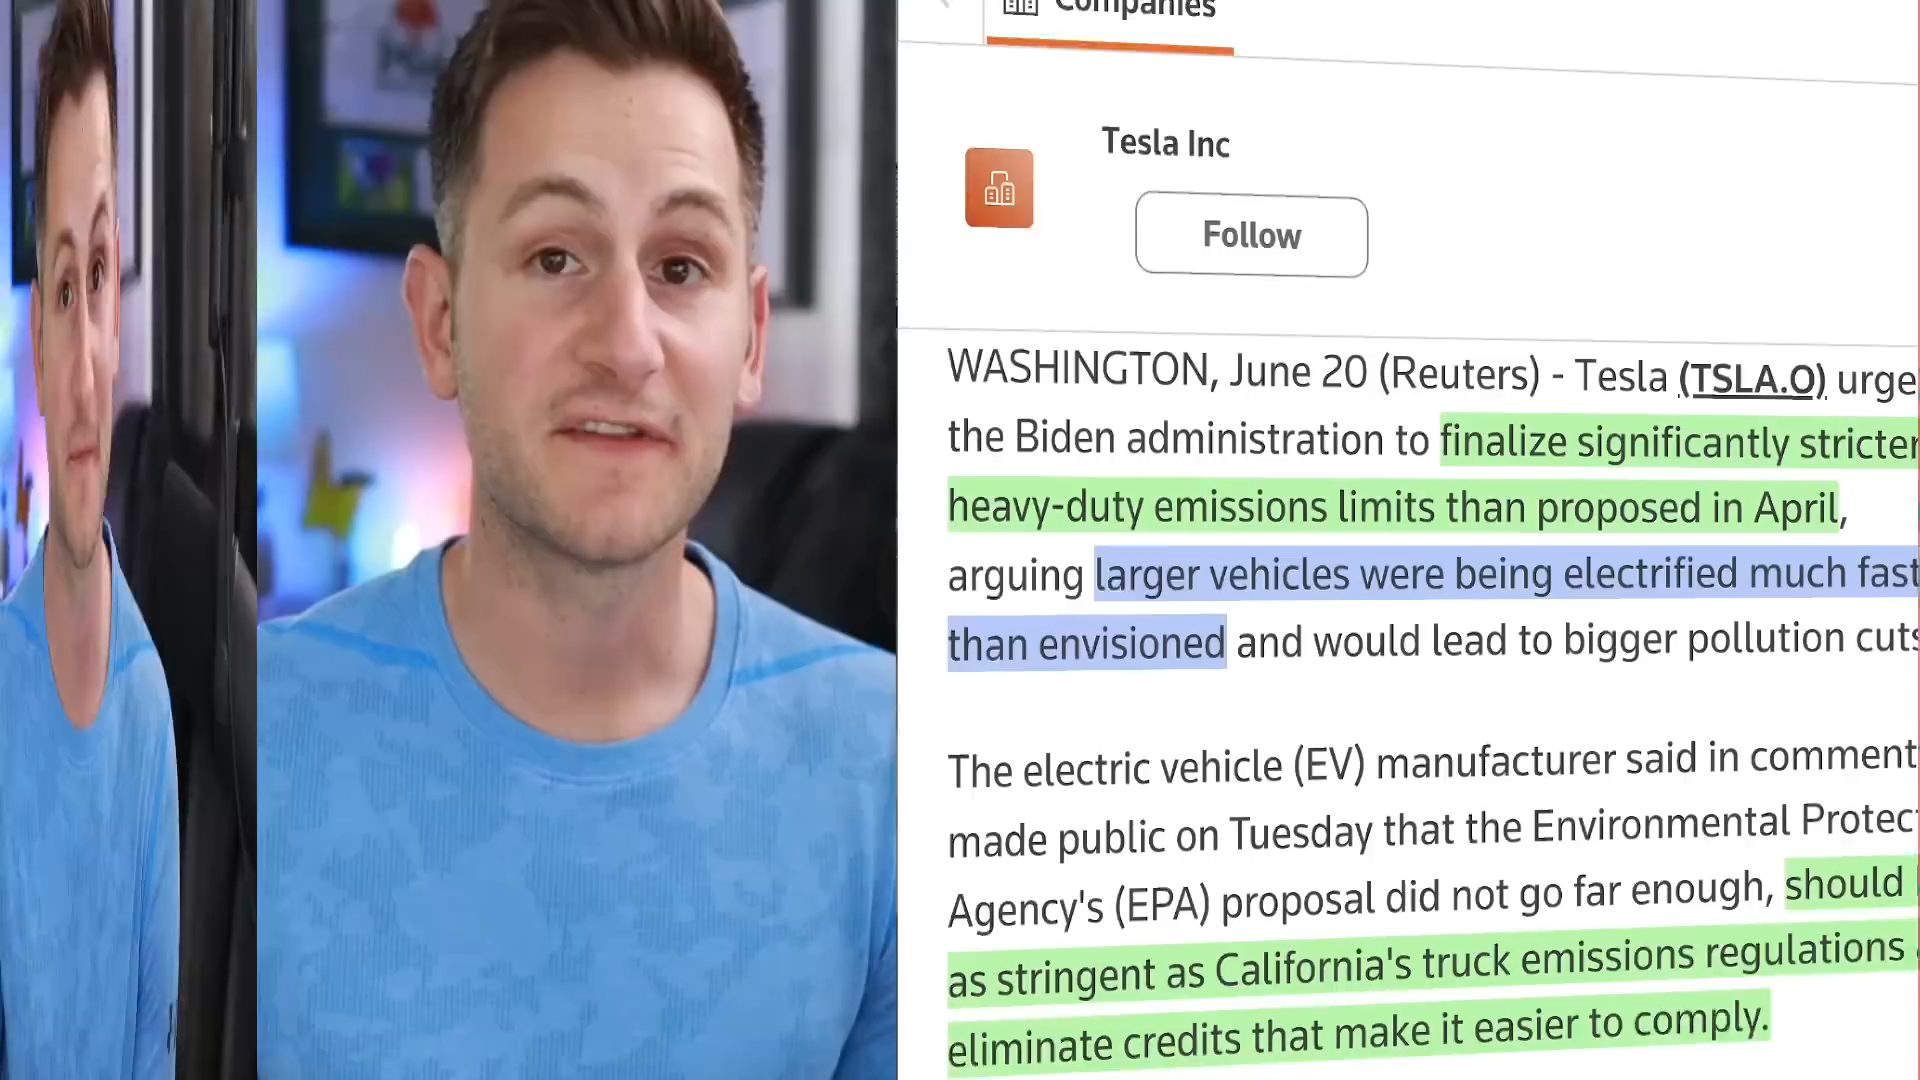 Companies
Tesla Inc
Follow
WASHINGTON, June 20 (Reuters) - Tesla (TSLA.O) urge
the Biden administration to finalize significantly stricter
heavy-duty emissions limits than proposed in April,
arguing larger vehicles were being electrified much fast
than envisioned and would lead to bigger pollution cuts
The electric vehicle (EV) manufacturer said in comment
made public on Tuesday that the Environmental Protec
Agency's (EPA) proposal did not go far enough, should
as stringent as California's truck emissions regulations
eliminate credits that make it easier to comply.